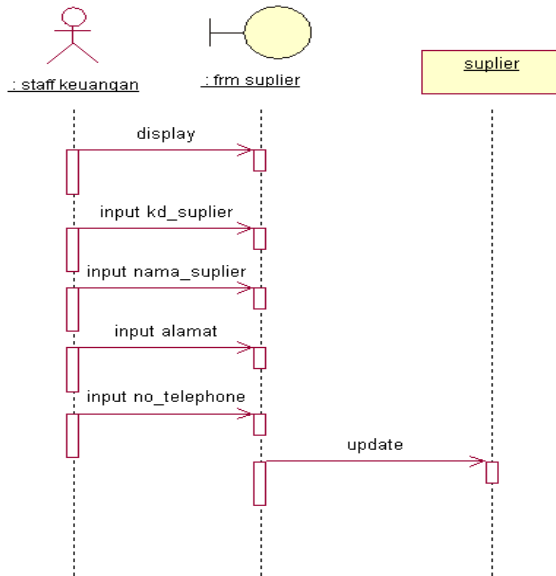 : staff keuangan
: frm suplier
suplier
display
input kd_suplier
input nama_suplier
input alamat
input no_telephone
update